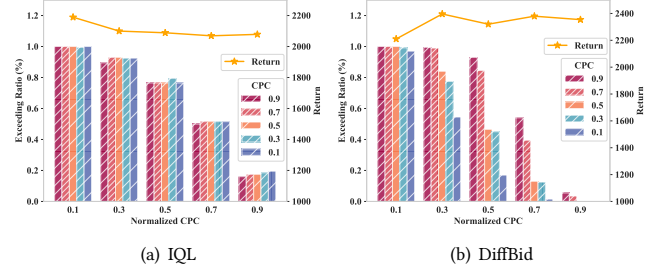 Exceeding Ratio (%)
1.2
1.0
0.8
0.6
0.4
0.2
0.0
Return
CPC
0.9
0.7
0.5
0.3
0.1
2200
2000
1800
1600
1400
1200
1000
Return
0.1 0.3 0.5 0.7 0.9
Normalized CPC
(a) IQL
Exceeding Ratio (%)
1.2
1.0
0.8
0.6
0.4
0.2
0.0
Return
CPC
0.9
0.7
0.5
0.3
0.1
2400
2200
2000
1800
1600
1400
1200
1000
Return
0.1 0.3 0.5 0.7 0.9
Normalized CPC
(b) DiffBid